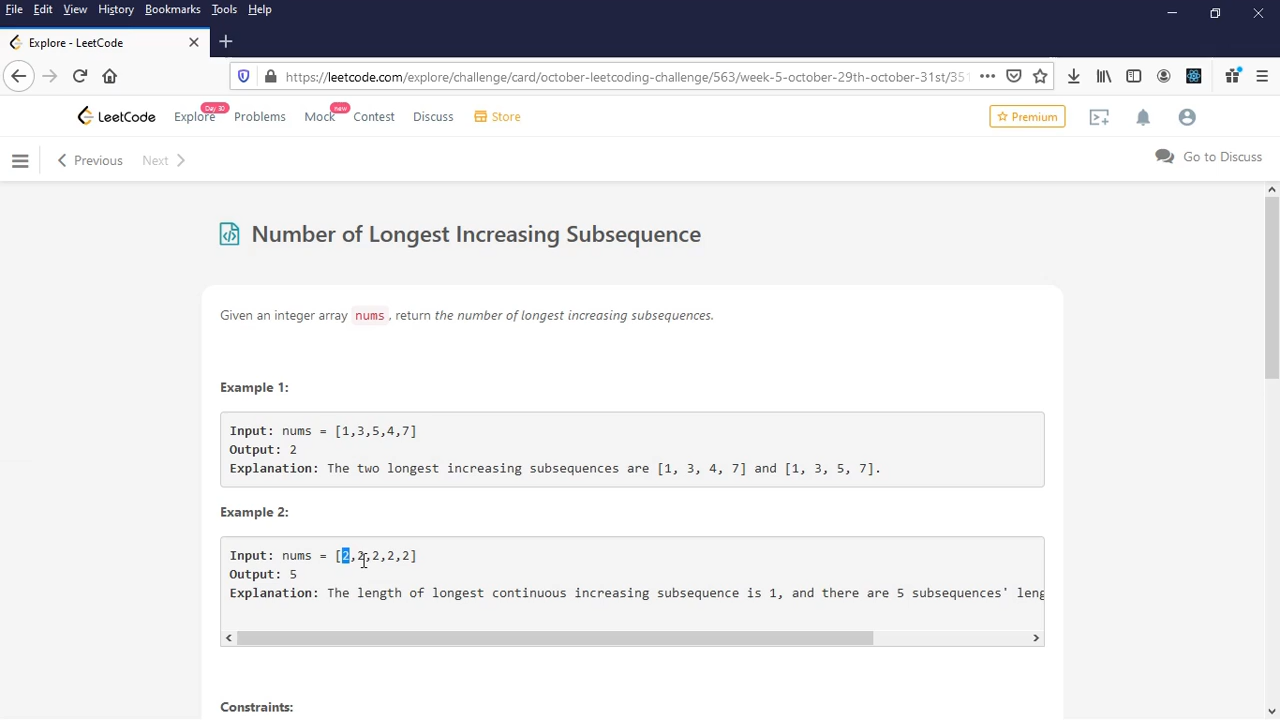 File Edit View History Bookmarks Tools Help
Explore - LeetCode
https://leetcode.com/explore/challenge/card/october-leetcoding-challenge/563/week-5-october-29th-october-31st/351
LeetCode Explore Day 30 Problems Mock new Contest Discuss Store Premium
Previous Next Go to Discuss
Number of Longest Increasing Subsequence
Given an integer array nums, return the number of longest increasing subsequences.
Example 1:
Input: nums = [1,3,5,4,7]
Output: 2
Explanation: The two longest increasing subsequences are [1, 3, 4, 7] and [1, 3, 5, 7].
Example 2:
Input: nums = [2,2,2,2,2]
Output: 5
Explanation: The length of longest continuous increasing subsequence is 1, and there are 5 subsequences' leng
Constraints: